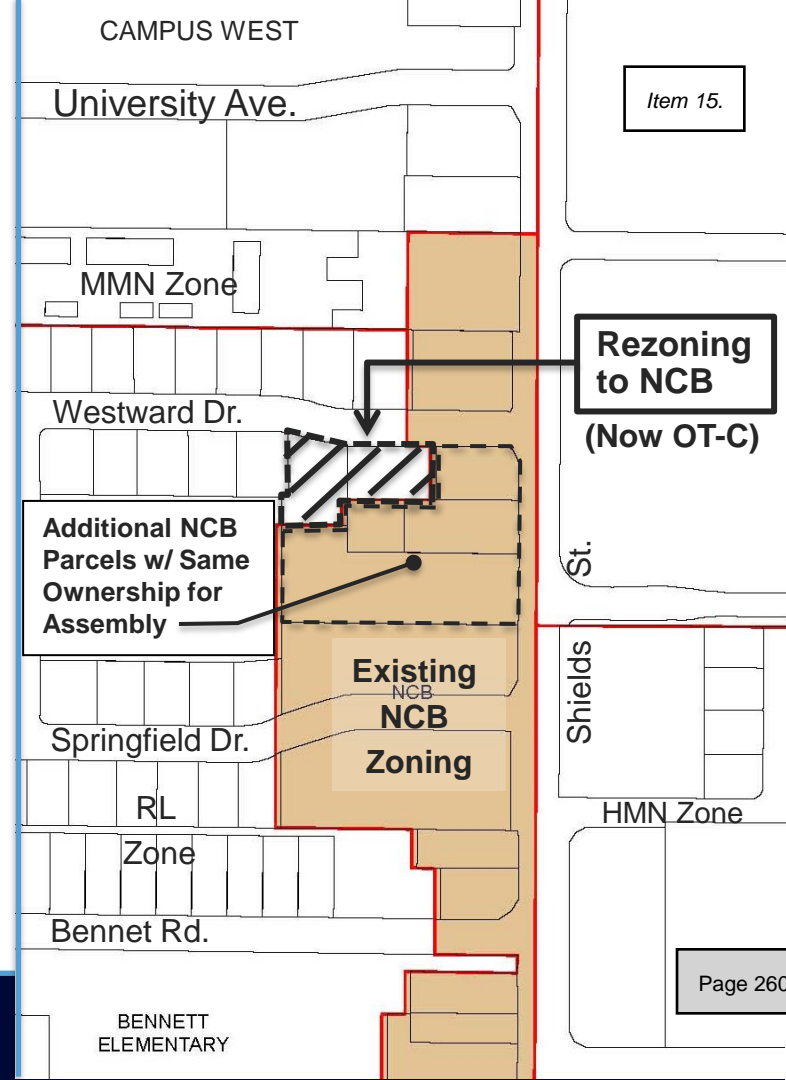 CAMPUS WEST
University Ave.
Item 15.
MMN Zone
Rezoning
to NCB
(Now OT-C)
Westward Dr.
Additional NCB
Parcels w/ Same
Ownership for
Assembly
St.
Shields
Existing
NCB
NCB
Zoning
Springfield Dr.
RL
Zone
HMN Zone
Bennet Rd.
Page 260
BENNETT
ELEMENTARY